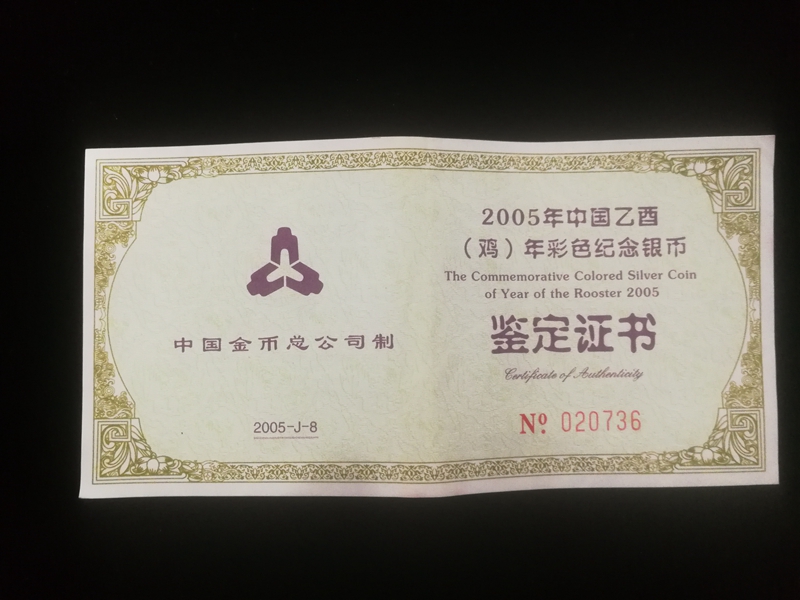 中国金币总公司制
2005-J-8
2005年中国乙酉
（鸡）年彩色纪念银币
The Commemorative Colored Silver Coin
of Year of the Rooster 2005
鉴定证书
Certificate of Authenticity
№ 020736